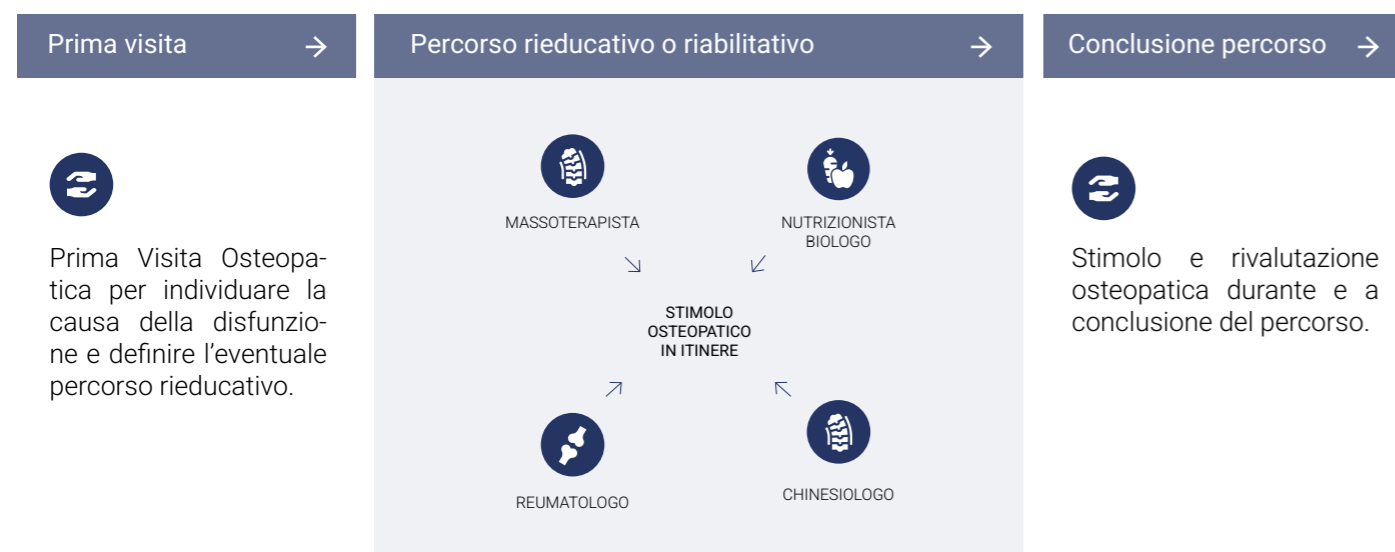 Prima visita
Percorso rieducativo o riabilitativo
Conclusione percorso
Prima Visita Osteopa-
tica per individuare la
causa della disfunzio-
ne e definire l'eventuale
percorso rieducativo.
MASSOTERAPISTA
NUTRIZIONISTA
BIOLOGO
STIMOLO
OSTEOPATICO
IN ITINERE
REUMATOLOGO
CHINESIOLOGO
Stimolo e rivalutazione
osteopatica durante e a
conclusione del percorso.